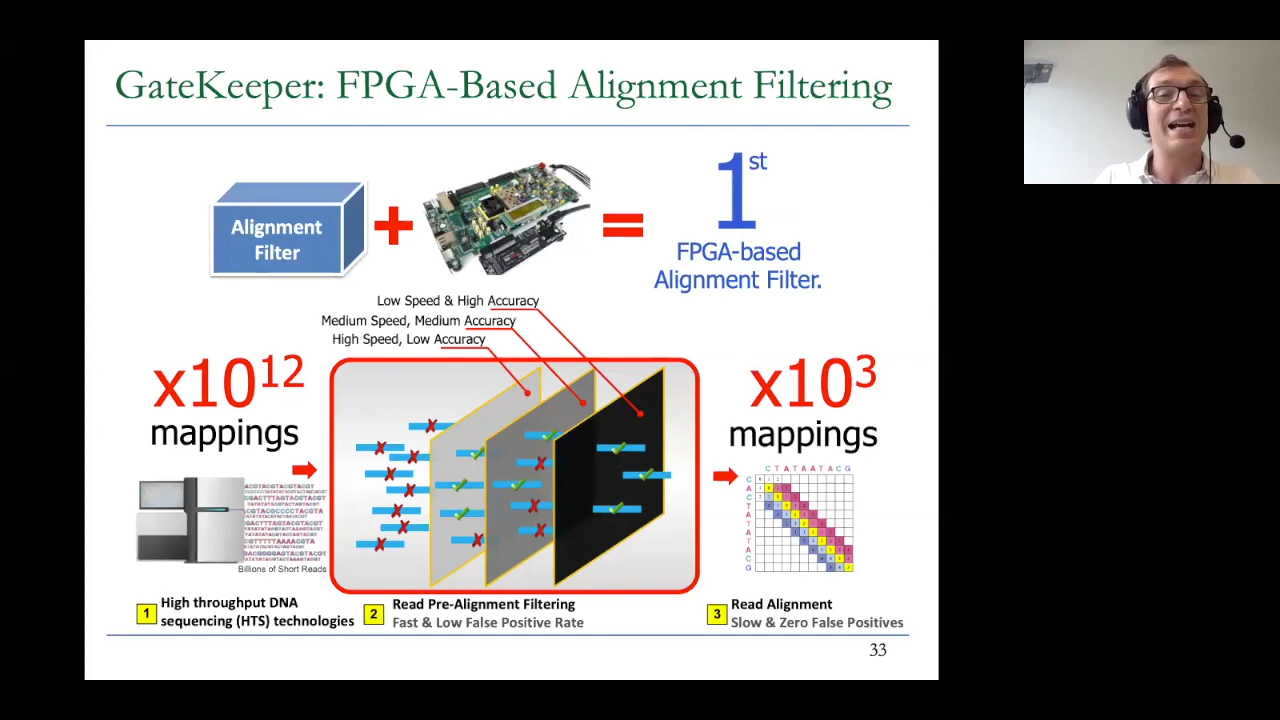 GateKeeper: FPGA-Based Alignment Filtering
Alignment
Filter
+
=
1st
FPGA-based
Alignment Filter.
Low Speed & High Accuracy
Medium Speed, Medium Accuracy
High Speed, Low Accuracy
x10^12
mappings
x10^3
mappings
C T A T A A T A C G
C
A
C
T
A
T
A
T
A
C
G
Billions of Short Reads
1
High throughput DNA
sequencing (HTS) technologies
2
Read Pre-Alignment Filtering
Fast & Low False Positive Rate
3
Read Alignment
Slow & Zero False Positives
33